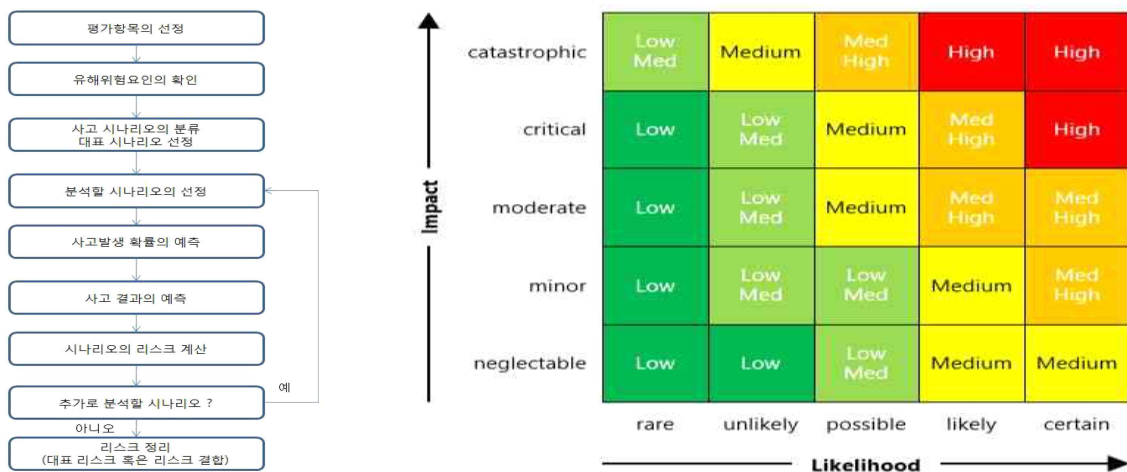 평가항목의 선정
유해위험요인의 확인
사고 시나리오의 분류
대표 시나리오 선정
분석할 시나리오의 선정
사고발생 확률의 예측
사고 결과의 예측
시나리오의 리스크 계산
추가로 분석할 시나리오 ?
예
아니오
리스크 정리
(대표 리스크 혹은 리스크 결합)
Impact
catastrophic
Low
Med
Medium
Med
High
High
High
critical
Low
Low
Med
Medium
Med
High
High
moderate
Low
Low
Med
Medium
Med
High
Med
High
minor
Low
Low
Med
Low
Med
Medium
Med
High
neglectable
Low
Low
Low
Med
Medium
Medium
rare
unlikely
possible
likely
certain
Likelihood